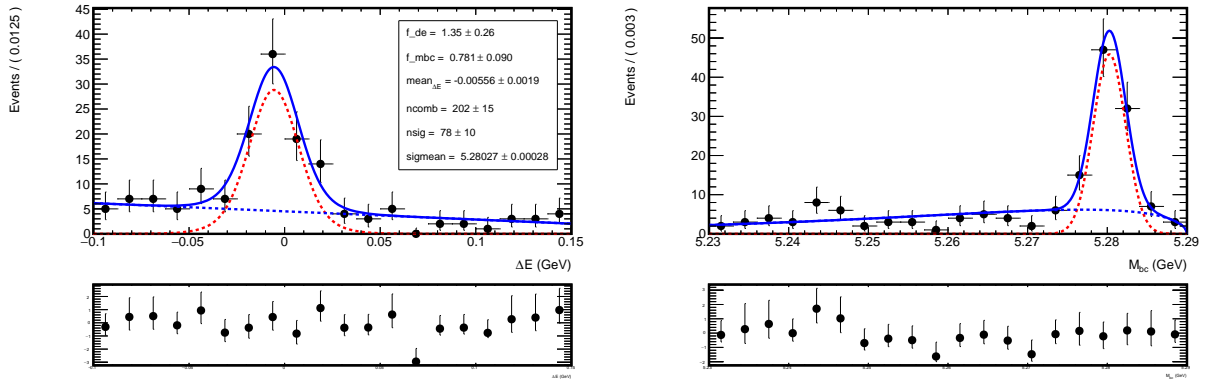 Events / ( 0.0125 )
45
40
35
30
25
20
15
10
5
0
−0.1 −0.05 0 0.05 0.1 0.15
ΔE (GeV)
f_de = 1.35 ± 0.26
f_mbc = 0.781 ± 0.090
mean_ΔE = -0.00556 ± 0.0019
ncomb = 202 ± 15
nsig = 78 ± 10
sigmean = 5.28027 ± 0.00028
Events / ( 0.003 )
50
40
30
20
10
0
5.23 5.24 5.25 5.26 5.27 5.28 5.29
M_bc (GeV)